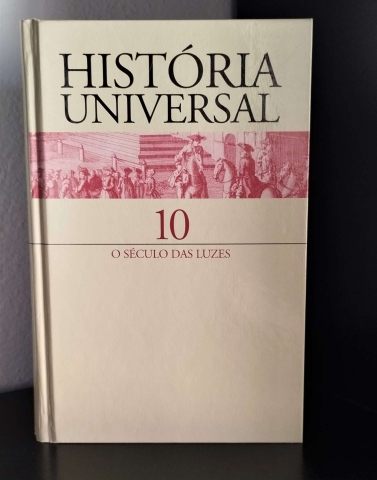 HISTÓRIA
UNIVERSAL
10
O SÉCULO DAS LUZES